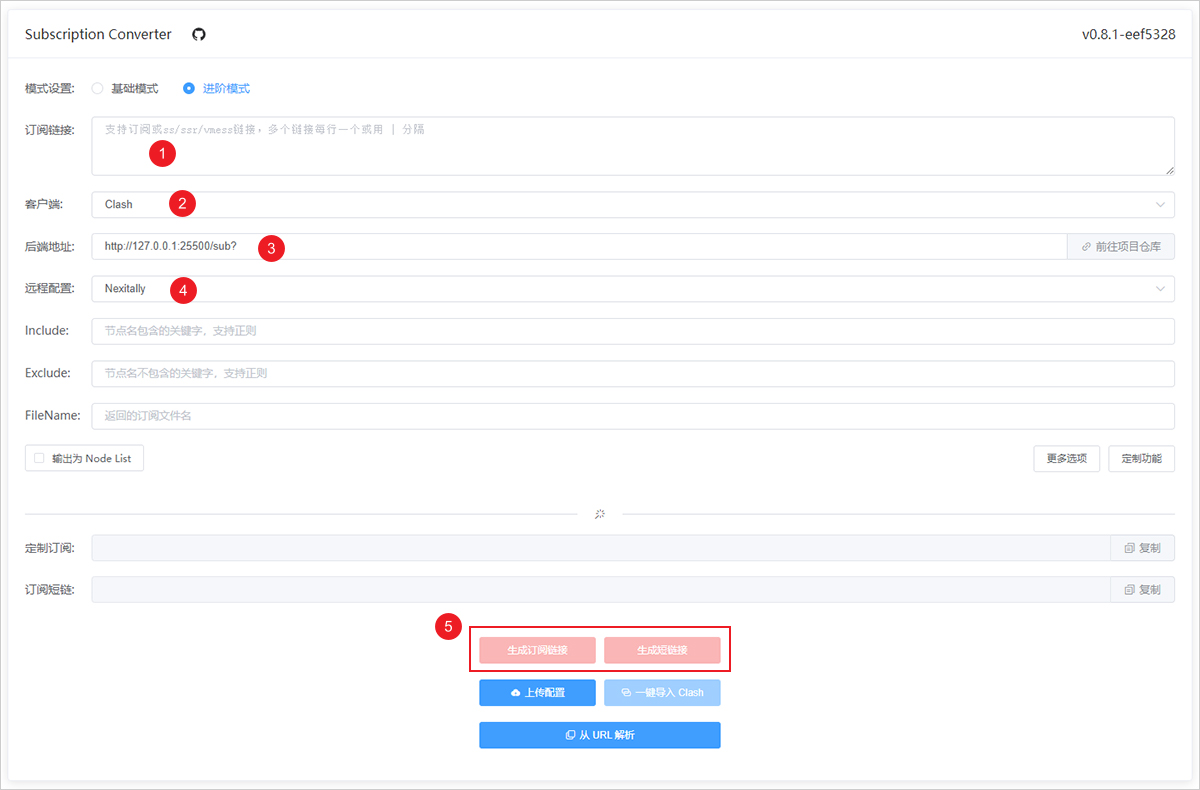 Subscription Converter v0.8.1-eef5328
模式设置: 基础模式 进阶模式
订阅链接: 支持订阅或ss/ssr/vmess链接，多个链接每行一个或用 | 分隔
1
客户端: Clash 2
后端地址: http://127.0.0.1:25500/sub? 3 前往项目仓库
远程配置: Nexitally 4
Include: 节点名包含的关键字，支持正则
Exclude: 节点名不包含的关键字，支持正则
FileName: 返回的订阅文件名
输出为 Node List 更多选项 定制功能
定制订阅: 复制
订阅短链: 复制
5
生成订阅链接 生成短链接
上传配置 一键导入 Clash
从 URL 解析